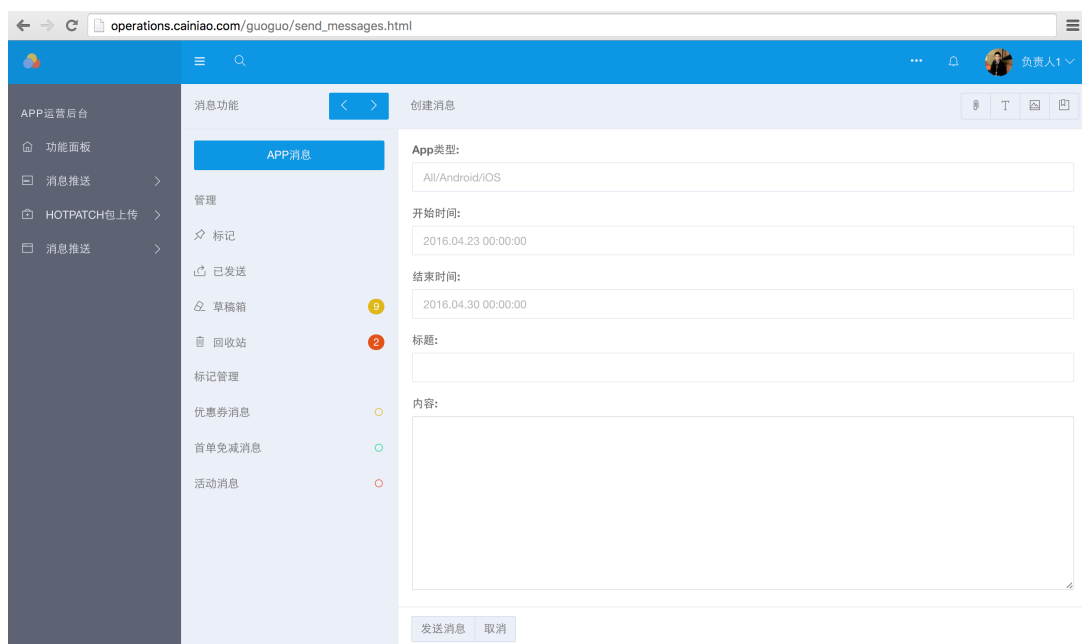 operations.cainiao.com/guoguo/send_messages.html
负责人1
APP运营后台
功能面板
消息推送
HOTPATCH包上传
消息推送
消息功能
APP消息
管理
标记
已发送
草稿箱 9
回收站 2
标记管理
优惠券消息
首单免减消息
活动消息
创建消息
T
App类型:
All/Android/iOS
开始时间:
2016.04.23 00:00:00
结束时间:
2016.04.30 00:00:00
标题:
内容:
发送消息 取消